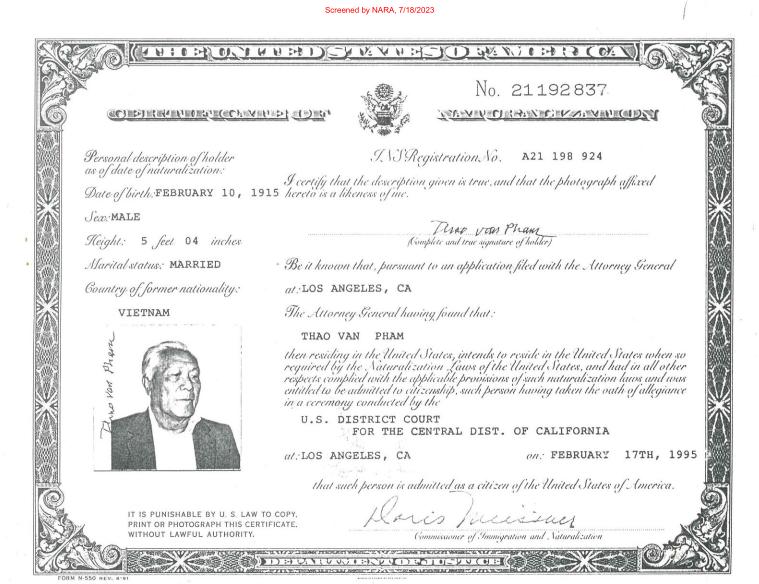 Screened by NARA, 7/18/2023
THE UNITED STATES OF AMERICA
No. 21192837
CERTIFICATE OF NATURALIZATION
Personal description of holder
as of date of naturalization:
Date of birth: FEBRUARY 10, 1915
Sex: MALE
Height: 5 feet 04 inches
Marital status: MARRIED
Country of former nationality:
VIETNAM
Thao van Pham
INS Registration No. A21 198 924
I certify that the description given is true, and that the photograph affixed
hereto is a likeness of me.
Thao van Pham
(Complete and true signature of holder)
Be it known that, pursuant to an application filed with the Attorney General
at: LOS ANGELES, CA
The Attorney General having found that:
THAO VAN PHAM
then residing in the United States, intends to reside in the United States when so
required by the Naturalization Laws of the United States, and had in all other
respects complied with the applicable provisions of such naturalization laws and was
entitled to be admitted to citizenship, such person having taken the oath of allegiance
in a ceremony conducted by the
U.S. DISTRICT COURT
FOR THE CENTRAL DIST. OF CALIFORNIA
at: LOS ANGELES, CA on: FEBRUARY 17TH, 1995
that such person is admitted as a citizen of the United States of America.
Doris Meissner
Commissioner of Immigration and Naturalization
IT IS PUNISHABLE BY U. S. LAW TO COPY,
PRINT OR PHOTOGRAPH THIS CERTIFICATE,
WITHOUT LAWFUL AUTHORITY.
DEPARTMENT OF JUSTICE
FORM N-550 REV. 6-91